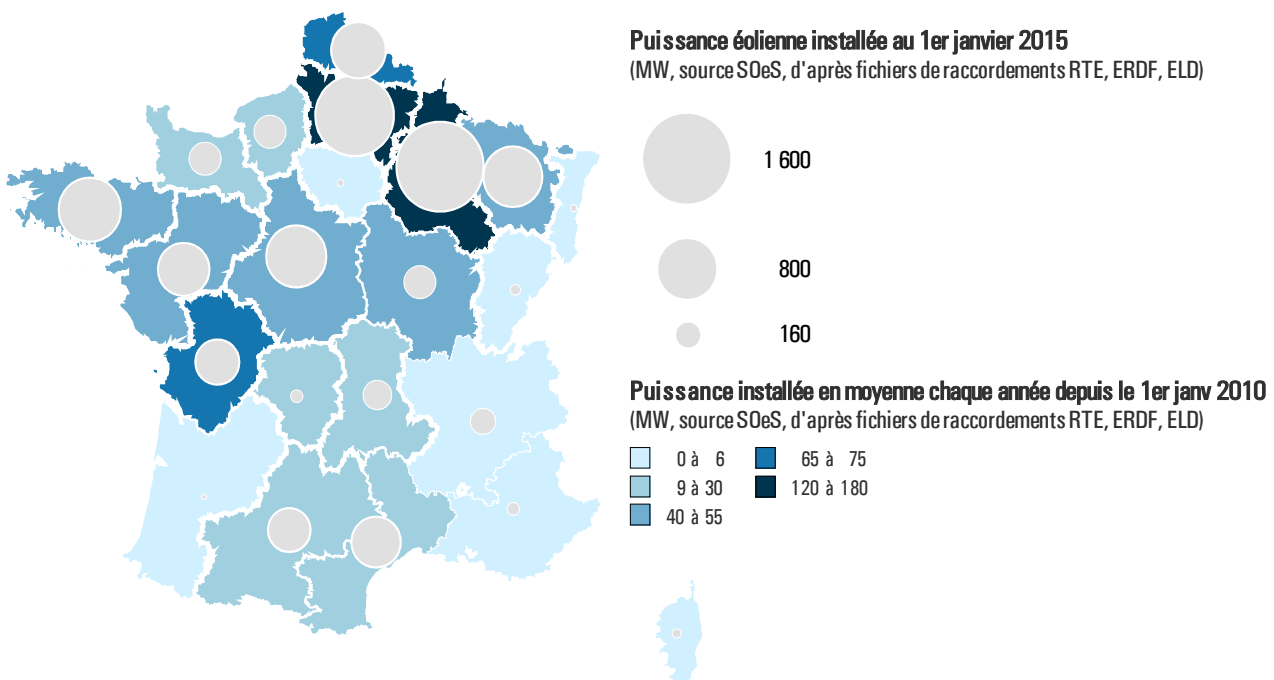 Puissance éolienne installée au 1er janvier 2015
(MW, source SOeS, d'après fichiers de raccordements RTE, ERDF, ELD)
1 600
800
160
Puissance installée en moyenne chaque année depuis le 1er janv 2010
(MW, source SOeS, d'après fichiers de raccordements RTE, ERDF, ELD)
0 à 6
65 à 75
9 à 30
120 à 180
40 à 55